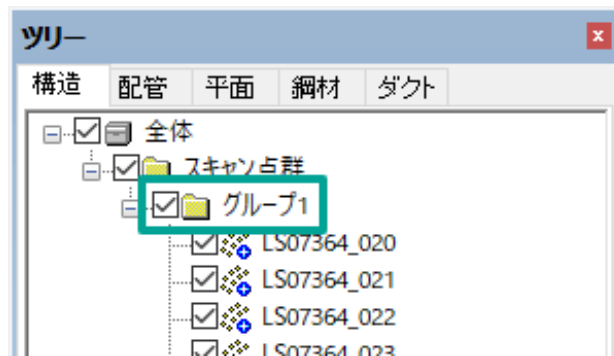 ツリー
構造 配管 平面 鋼材 ダクト
全体
スキャン点群
グループ1
LS07364_020
LS07364_021
LS07364_022
LS07364_023